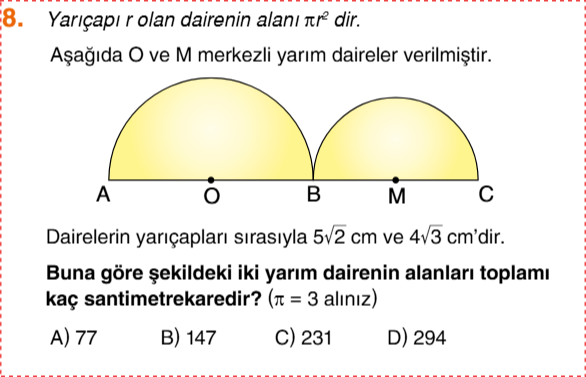 8. Yarıçapı r olan dairenin alanı πr² dir.
Aşağıda O ve M merkezli yarım daireler verilmiştir.
A O B M C
Dairelerin yarıçapları sırasıyla 5√2 cm ve 4√3 cm'dir.
Buna göre şekildeki iki yarım dairenin alanları toplamı
kaç santimetrekaredir? (π = 3 alınız)
A) 77 B) 147 C) 231 D) 294